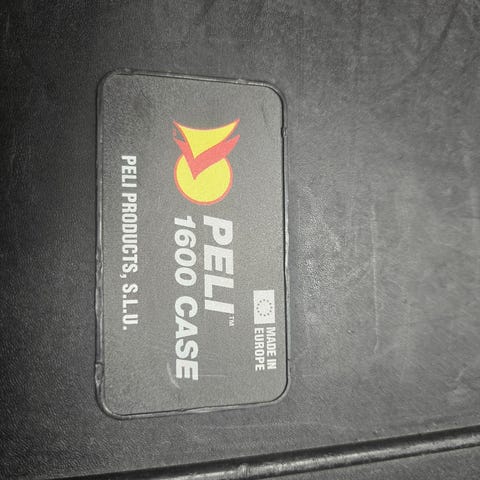 MADE IN
EUROPE
PELI™
1600 CASE
PELI PRODUCTS, S.L.U.